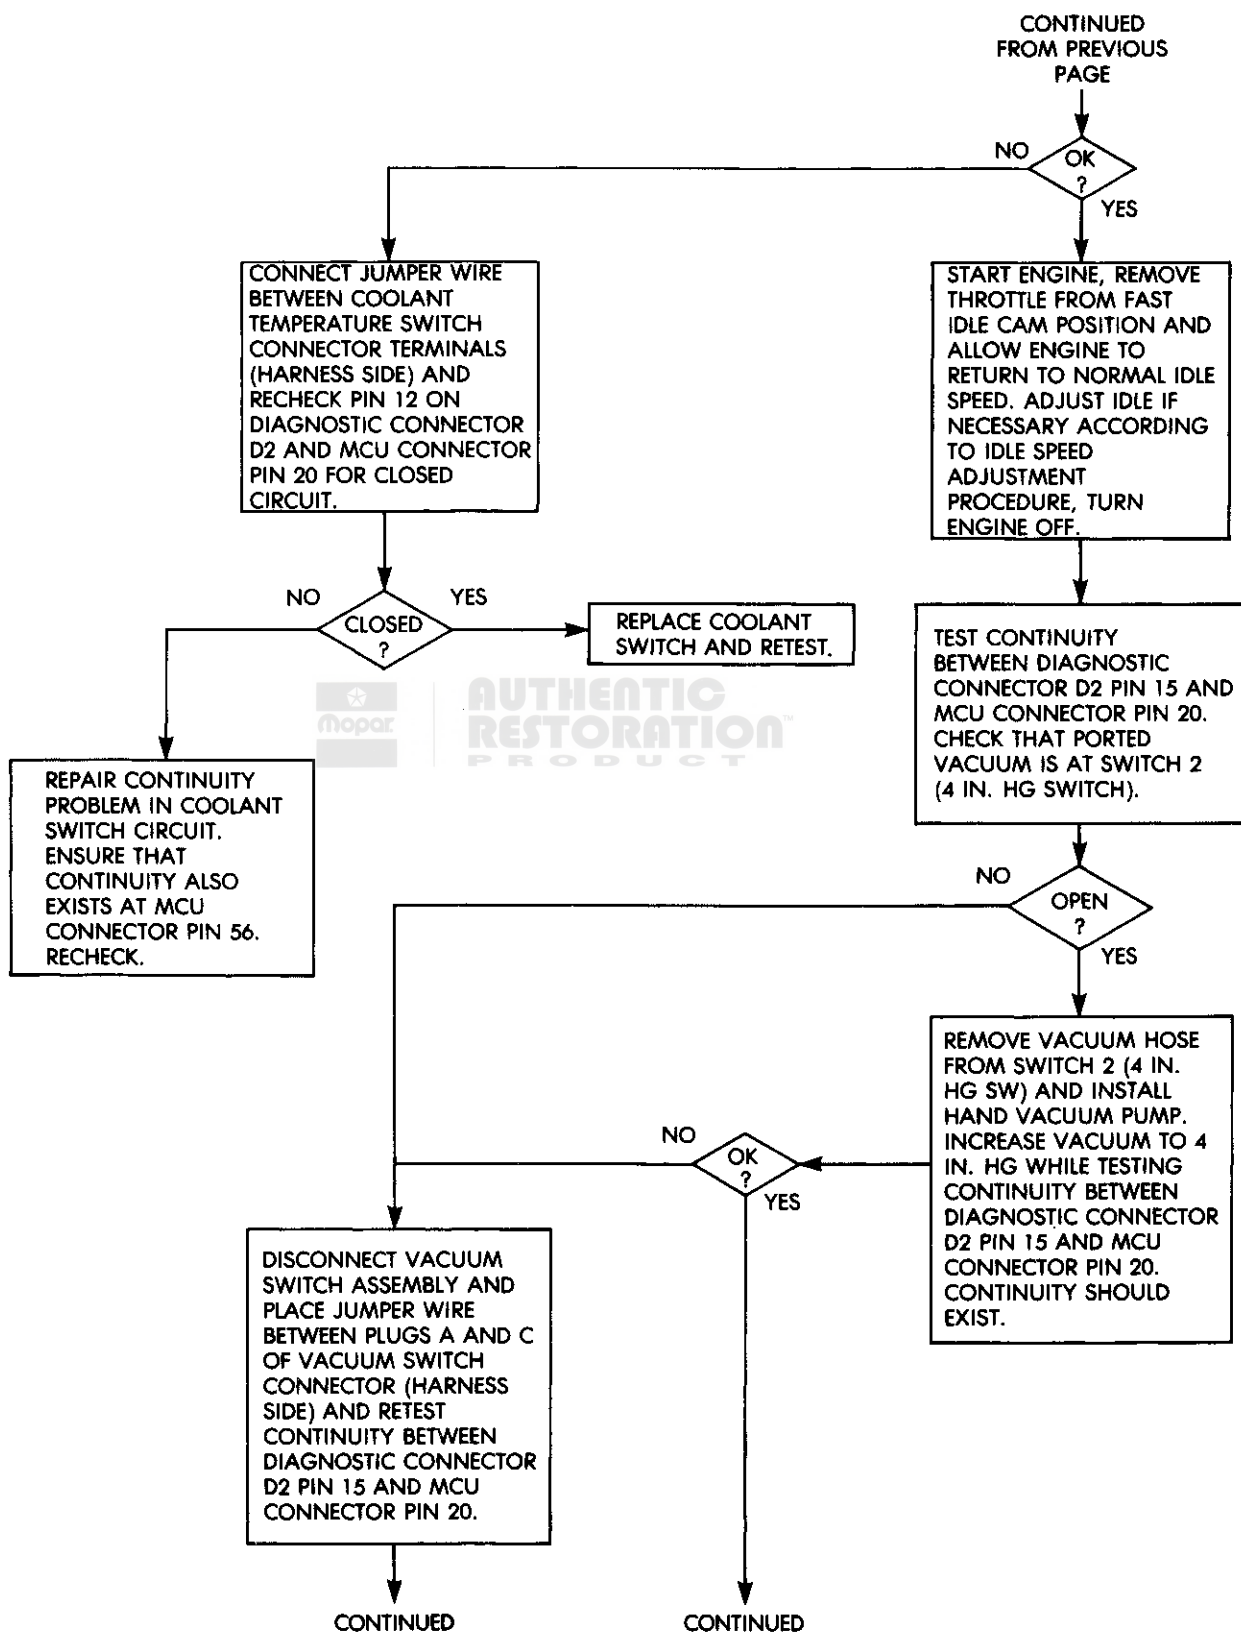 CONTINUED
FROM PREVIOUS
PAGE
NO
OK
?
YES
CONNECT JUMPER WIRE
BETWEEN COOLANT
TEMPERATURE SWITCH
CONNECTOR TERMINALS
(HARNESS SIDE) AND
RECHECK PIN 12 ON
DIAGNOSTIC CONNECTOR
D2 AND MCU CONNECTOR
PIN 20 FOR CLOSED
CIRCUIT.
START ENGINE, REMOVE
THROTTLE FROM FAST
IDLE CAM POSITION AND
ALLOW ENGINE TO
RETURN TO NORMAL IDLE
SPEED. ADJUST IDLE IF
NECESSARY ACCORDING
TO IDLE SPEED
ADJUSTMENT
PROCEDURE, TURN
ENGINE OFF.
NO
CLOSED
?
YES
REPLACE COOLANT
SWITCH AND RETEST.
TEST CONTINUITY
BETWEEN DIAGNOSTIC
CONNECTOR D2 PIN 15 AND
MCU CONNECTOR PIN 20.
CHECK THAT PORTED
VACUUM IS AT SWITCH 2
(4 IN. HG SWITCH).
Mopar.
AUTHENTIC
RESTORATION™
PRODUCT
REPAIR CONTINUITY
PROBLEM IN COOLANT
SWITCH CIRCUIT.
ENSURE THAT
CONTINUITY ALSO
EXISTS AT MCU
CONNECTOR PIN 56.
RECHECK.
NO
OPEN
?
YES
REMOVE VACUUM HOSE
FROM SWITCH 2 (4 IN.
HG SW) AND INSTALL
HAND VACUUM PUMP.
INCREASE VACUUM TO 4
IN. HG WHILE TESTING
CONTINUITY BETWEEN
DIAGNOSTIC CONNECTOR
D2 PIN 15 AND MCU
CONNECTOR PIN 20.
CONTINUITY SHOULD
EXIST.
NO
OK
?
YES
DISCONNECT VACUUM
SWITCH ASSEMBLY AND
PLACE JUMPER WIRE
BETWEEN PLUGS A AND C
OF VACUUM SWITCH
CONNECTOR (HARNESS
SIDE) AND RETEST
CONTINUITY BETWEEN
DIAGNOSTIC CONNECTOR
D2 PIN 15 AND MCU
CONNECTOR PIN 20.
CONTINUED
CONTINUED